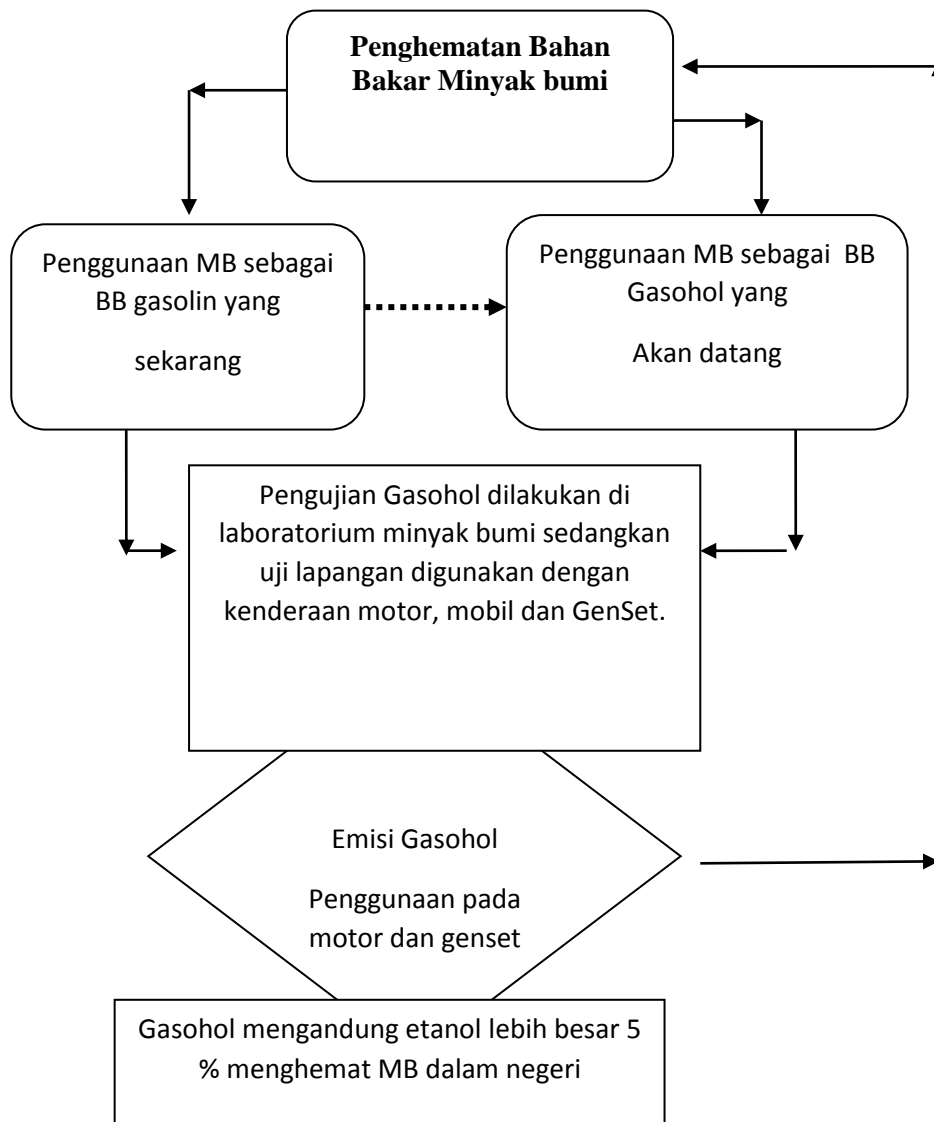 Penghematan Bahan
Bakar Minyak bumi
Penggunaan MB sebagai
BB gasolin yang
sekarang
Penggunaan MB sebagai BB
Gasohol yang
Akan datang
Pengujian Gasohol dilakukan di
laboratorium minyak bumi sedangkan
uji lapangan digunakan dengan
kenderaan motor, mobil dan GenSet.
Emisi Gasohol
Penggunaan pada
motor dan genset
Gasohol mengandung etanol lebih besar 5
% menghemat MB dalam negeri